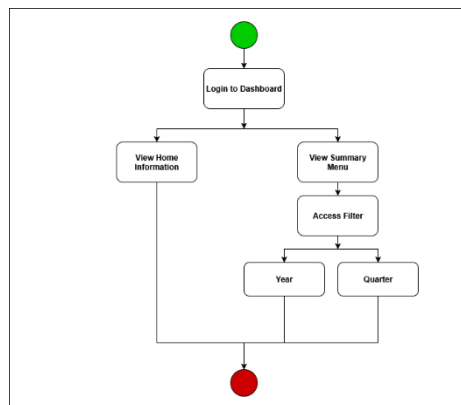 Login to Dashboard
View Home
Information
View Summary
Menu
Access Filter
Year
Quarter